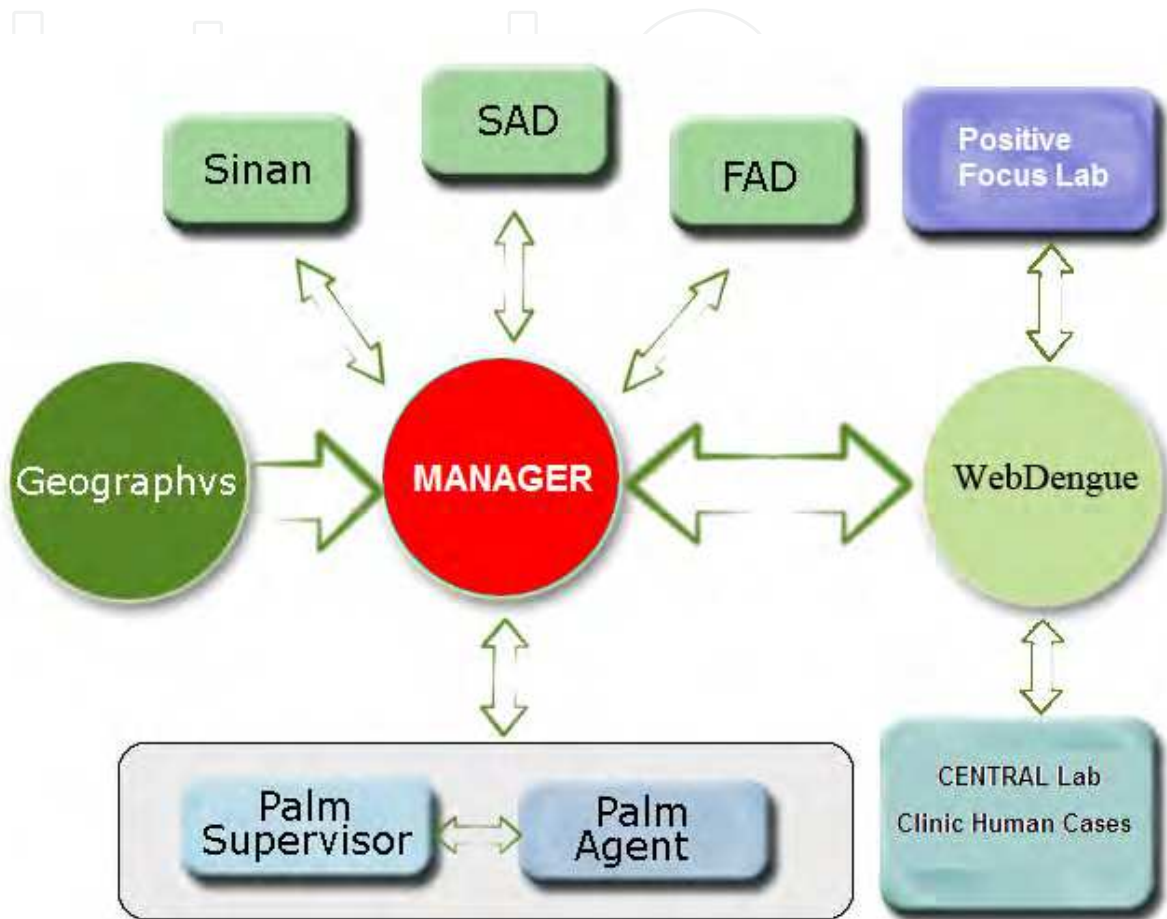 SAD
Sinan
FAD
Positive
Focus Lab
Geographvs
MANAGER
WebDengue
Palm
Supervisor
Palm
Agent
CENTRAL Lab
Clinic Human Cases